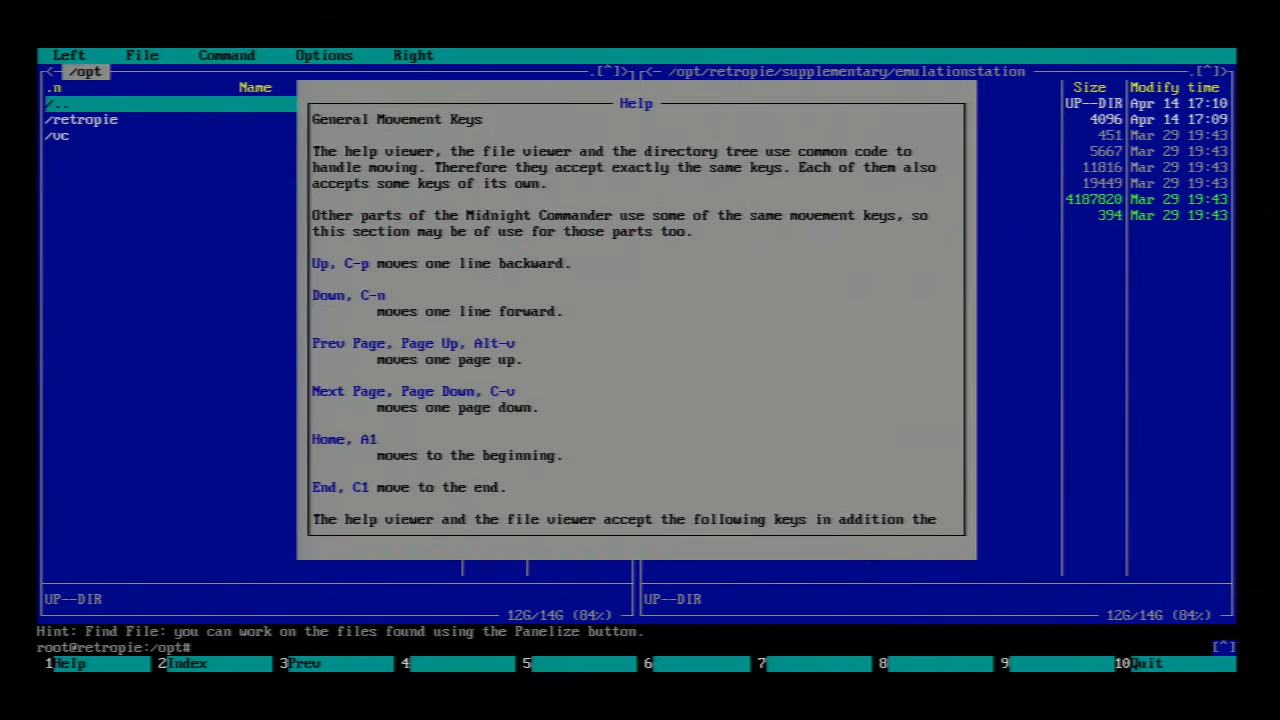 Left File Command Options Right
<─ /opt ─.[^]>┐┌<─ /opt/retropie/supplementary/emulationstation ─.[^]>┐
.n Name Size Modify time
/.. UP--DIR Apr 14 17:10
/retropie 4096 Apr 14 17:09
/vc 451 Mar 29 19:43
5667 Mar 29 19:43
11816 Mar 29 19:43
19449 Mar 29 19:43
4187820 Mar 29 19:43
394 Mar 29 19:43
Help
General Movement Keys
The help viewer, the file viewer and the directory tree use common code to
handle moving. Therefore they accept exactly the same keys. Each of them also
accepts some keys of its own.
Other parts of the Midnight Commander use some of the same movement keys, so
this section may be of use for those parts too.
Up, C-p moves one line backward.
Down, C-n
moves one line forward.
Prev Page, Page Up, Alt-v
moves one page up.
Next Page, Page Down, C-v
moves one page down.
Home, A1
moves to the beginning.
End, C1 move to the end.
The help viewer and the file viewer accept the following keys in addition the
UP--DIR UP--DIR
12G/14G (84%) 12G/14G (84%)
Hint: Find File: you can work on the files found using the Panelize button.
root@retropie:/opt# [^]
1Help 2Index 3Prev 4 5 6 7 8 9 10Quit